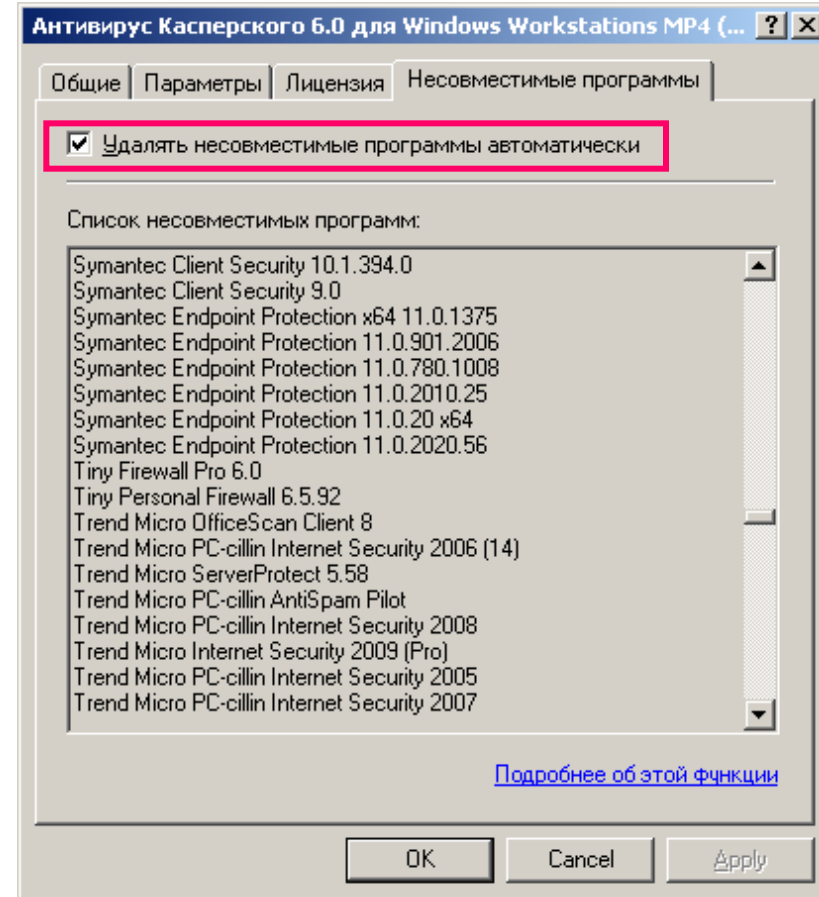 Антивирус Касперского 6.0 для Windows Workstations MP4 (...
Общие Параметры Лицензия Несовместимые программы
Удалять несовместимые программы автоматически
Список несовместимых программ:
Symantec Client Security 10.1.394.0
Symantec Client Security 9.0
Symantec Endpoint Protection x64 11.0.1375
Symantec Endpoint Protection 11.0.901.2006
Symantec Endpoint Protection 11.0.780.1008
Symantec Endpoint Protection 11.0.2010.25
Symantec Endpoint Protection 11.0.20 x64
Symantec Endpoint Protection 11.0.2020.56
Tiny Firewall Pro 6.0
Tiny Personal Firewall 6.5.92
Trend Micro OfficeScan Client 8
Trend Micro PC-cillin Internet Security 2006 (14)
Trend Micro ServerProtect 5.58
Trend Micro PC-cillin AntiSpam Pilot
Trend Micro PC-cillin Internet Security 2008
Trend Micro Internet Security 2009 (Pro)
Trend Micro PC-cillin Internet Security 2005
Trend Micro PC-cillin Internet Security 2007
Подробнее об этой функции
OK Cancel Apply